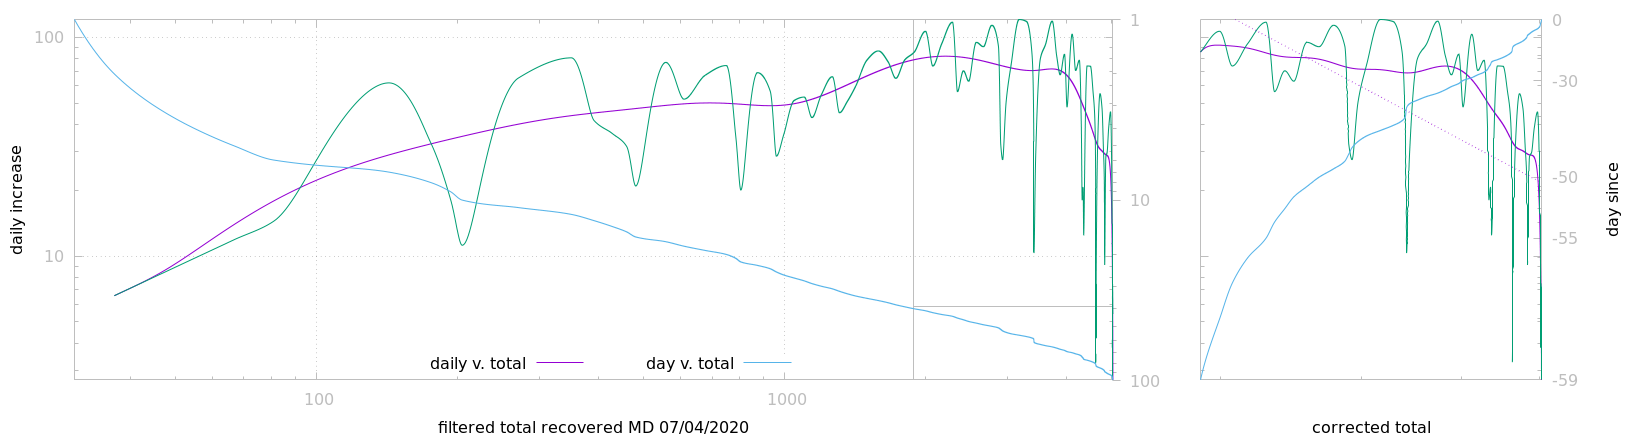 daily increase
100
10
1
10
100
daily v. total
day v. total
100
1000
filtered total recovered MD 07/04/2020
0
-30
-50
-55
-59
day since
corrected total